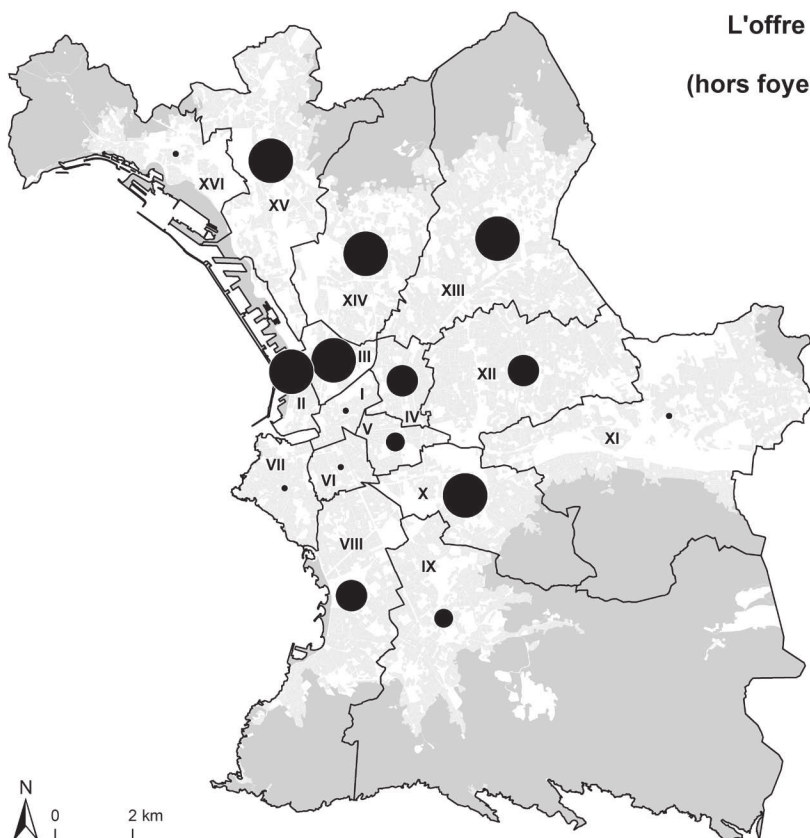 L'offre
(hors foye
XVI
XV
XIV
XIII
III
II
I
IV
XII
V
XI
VII
VI
X
VIII
IX
N
0 2 km